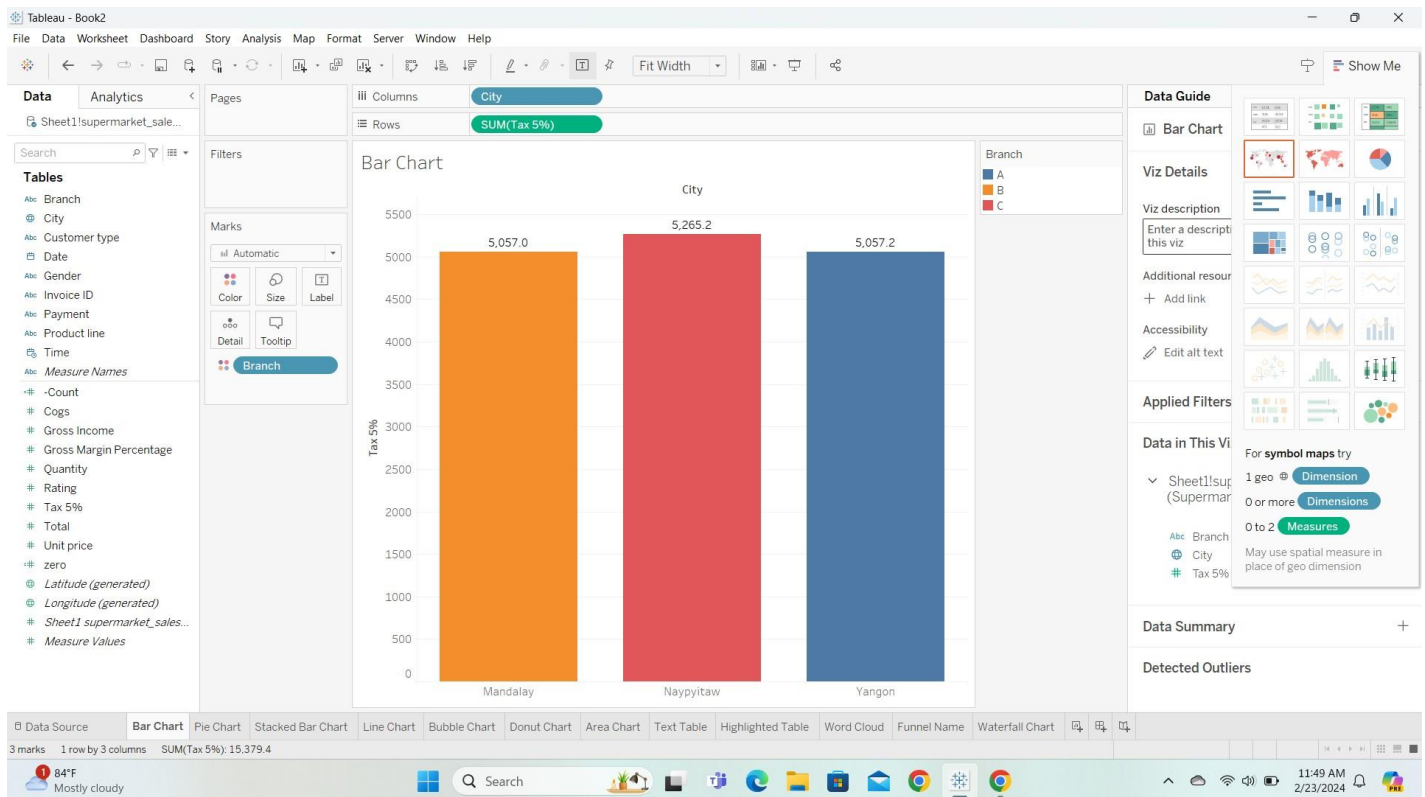 Tableau - Book2
File Data Worksheet Dashboard Story Analysis Map Format Server Window Help
Fit Width
Show Me
Data Analytics
Sheet1!supermarket_sale...
Search
Tables
Abc Branch
City
Abc Customer type
Date
Abc Gender
Abc Invoice ID
Abc Payment
Abc Product line
Time
Abc Measure Names
=# -Count
# Cogs
# Gross Income
# Gross Margin Percentage
# Quantity
# Rating
# Tax 5%
# Total
# Unit price
=# zero
Latitude (generated)
Longitude (generated)
# Sheet1 supermarket_sales...
# Measure Values
Pages
Filters
Marks
Automatic
Color Size Label
Detail Tooltip
Branch
Columns City
Rows SUM(Tax 5%)
Bar Chart
City
5500
5000
4500
4000
3500
3000
2500
2000
1500
1000
500
0
Tax 5%
5,057.0
5,265.2
5,057.2
Mandalay Naypyitaw Yangon
Branch
A
B
C
Data Guide
Bar Chart
Viz Details
Viz description
Enter a descripti
this viz
Additional resour
+ Add link
Accessibility
Edit alt text
Applied Filters
Data in This Vi
Sheet1!sup
(Supermar
Abc Branch
City
# Tax 5%
Data Summary +
Detected Outliers
For symbol maps try
1 geo Dimension
0 or more Dimensions
0 to 2 Measures
May use spatial measure in
place of geo dimension
Data Source Bar Chart Pie Chart Stacked Bar Chart Line Chart Bubble Chart Donut Chart Area Chart Text Table Highlighted Table Word Cloud Funnel Name Waterfall Chart
3 marks 1 row by 3 columns SUM(Tax 5%): 15,379.4
1
84°F
Mostly cloudy
Search
11:49 AM
2/23/2024
PRE